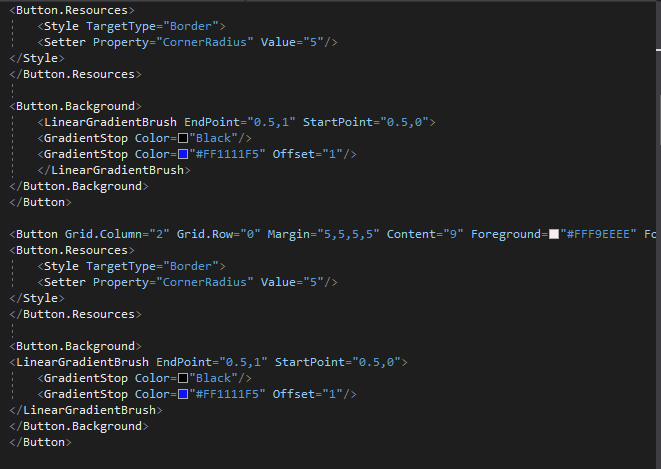 <Button.Resources>
<Style TargetType="Border">
<Setter Property="CornerRadius" Value="5"/>
</Style>
</Button.Resources>
<Button.Background>
<LinearGradientBrush EndPoint="0.5,1" StartPoint="0.5,0">
<GradientStop Color="Black"/>
<GradientStop Color="#FF1111F5" Offset="1"/>
</LinearGradientBrush>
</Button.Background>
</Button>
<Button Grid.Column="2" Grid.Row="0" Margin="5,5,5,5" Content="9" Foreground="#FFF9EEEE" Fo
<Button.Resources>
<Style TargetType="Border">
<Setter Property="CornerRadius" Value="5"/>
</Style>
</Button.Resources>
<Button.Background>
<LinearGradientBrush EndPoint="0.5,1" StartPoint="0.5,0">
<GradientStop Color="Black"/>
<GradientStop Color="#FF1111F5" Offset="1"/>
</LinearGradientBrush>
</Button.Background>
</Button>